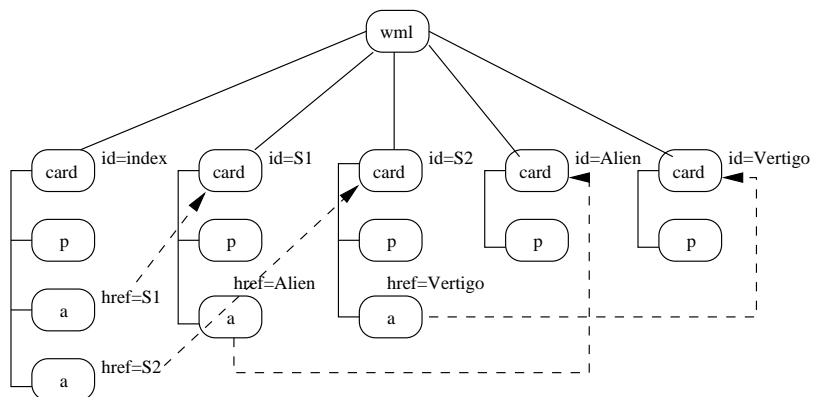 wml
card id=index card id=S1 card id=S2 card id=Alien card id=Vertigo
p p p p p
href=Alien href=Vertigo
a href=S1 a a
a href=S2